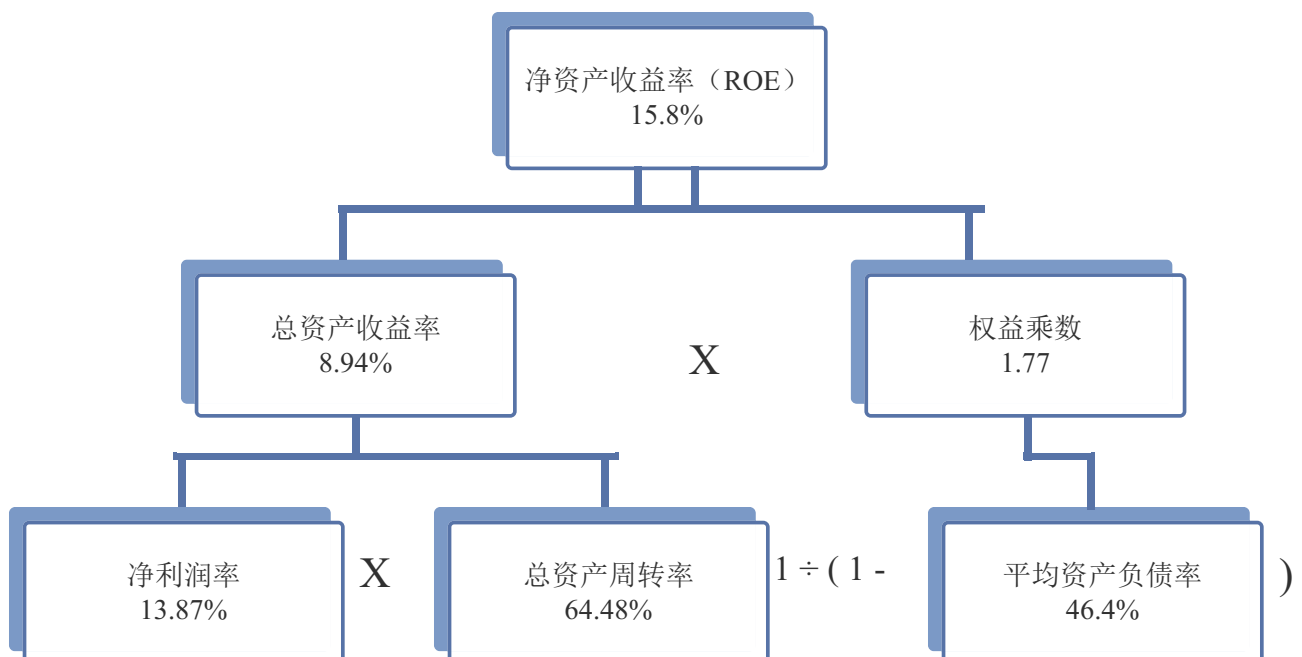 净资产收益率（ROE）
15.8%
总资产收益率
8.94%
X
权益乘数
1.77
净利润率
13.87%
X
总资产周转率
64.48%
1 ÷ ( 1 -
平均资产负债率
46.4%
)